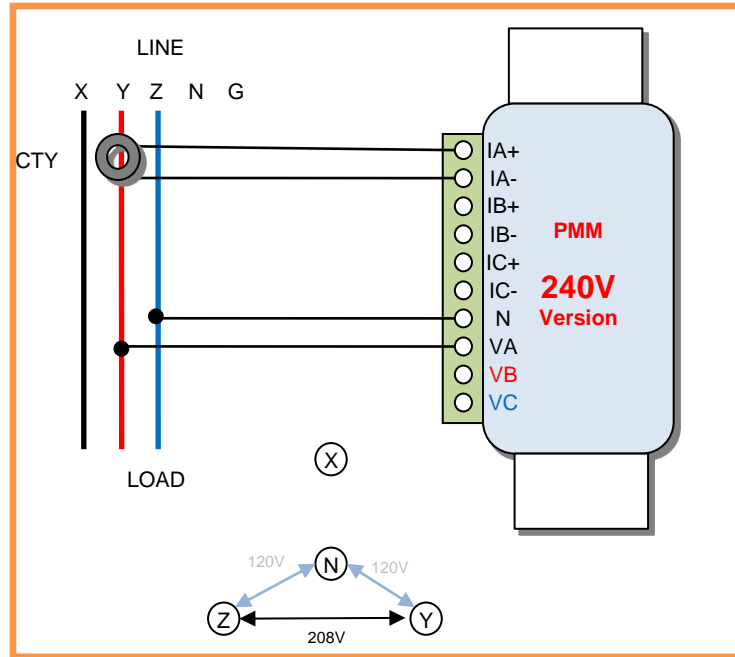 LINE
X Y Z N G
CTY
IA+
IA-
IB+
IB-
IC+
IC-
N
VA
VB
VC
PMM
240V
Version
LOAD
X
120V N 120V
Z Y
208V